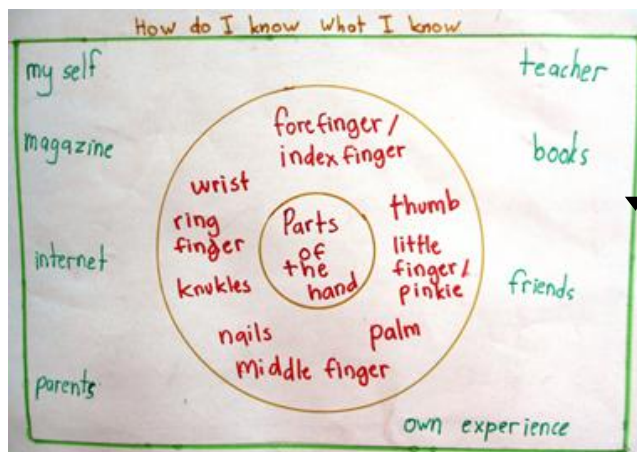 How do I know what I know
my self
teacher
magazine
books
internet
friends
parents
own experience
forefinger/
index finger
wrist
thumb
ring
finger
little
finger/
pinkie
knukles
nails
palm
middle finger
Parts
of
the
hand